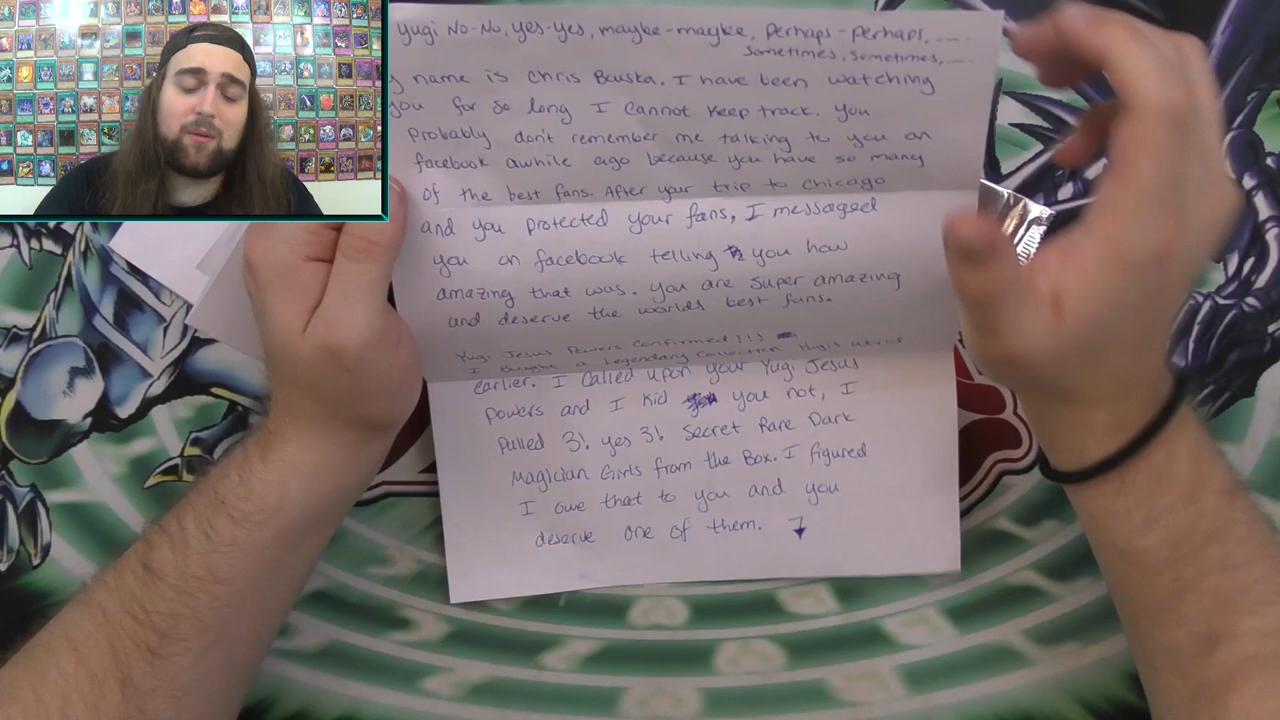 yugi No-No, yes-yes, maybe-maybe, Perhaps-Perhaps, ....
Sometimes, Sometimes, ....
name is Chris I have been watching
you for so long I cannot keep track. you
probably don't remember me talking to you on
facebook awhile ago because you have so many
of the best fans. After your trip to Chicago
and you protected your fans, I messaged
you on facebook telling you how
amazing that was. you are super amazing
and deserve the worlds best fans.
Yugi Jesus Powers Confirmed!!!
I Bought a Legendary Collection Yugi's World
earlier. I called upon your Yugi Jesus
powers and I kid you not, I
pulled 3! yes 3! Secret Rare Dark
Magician Girls from the Box. I figured
I owe that to you and you
deserve one of them.